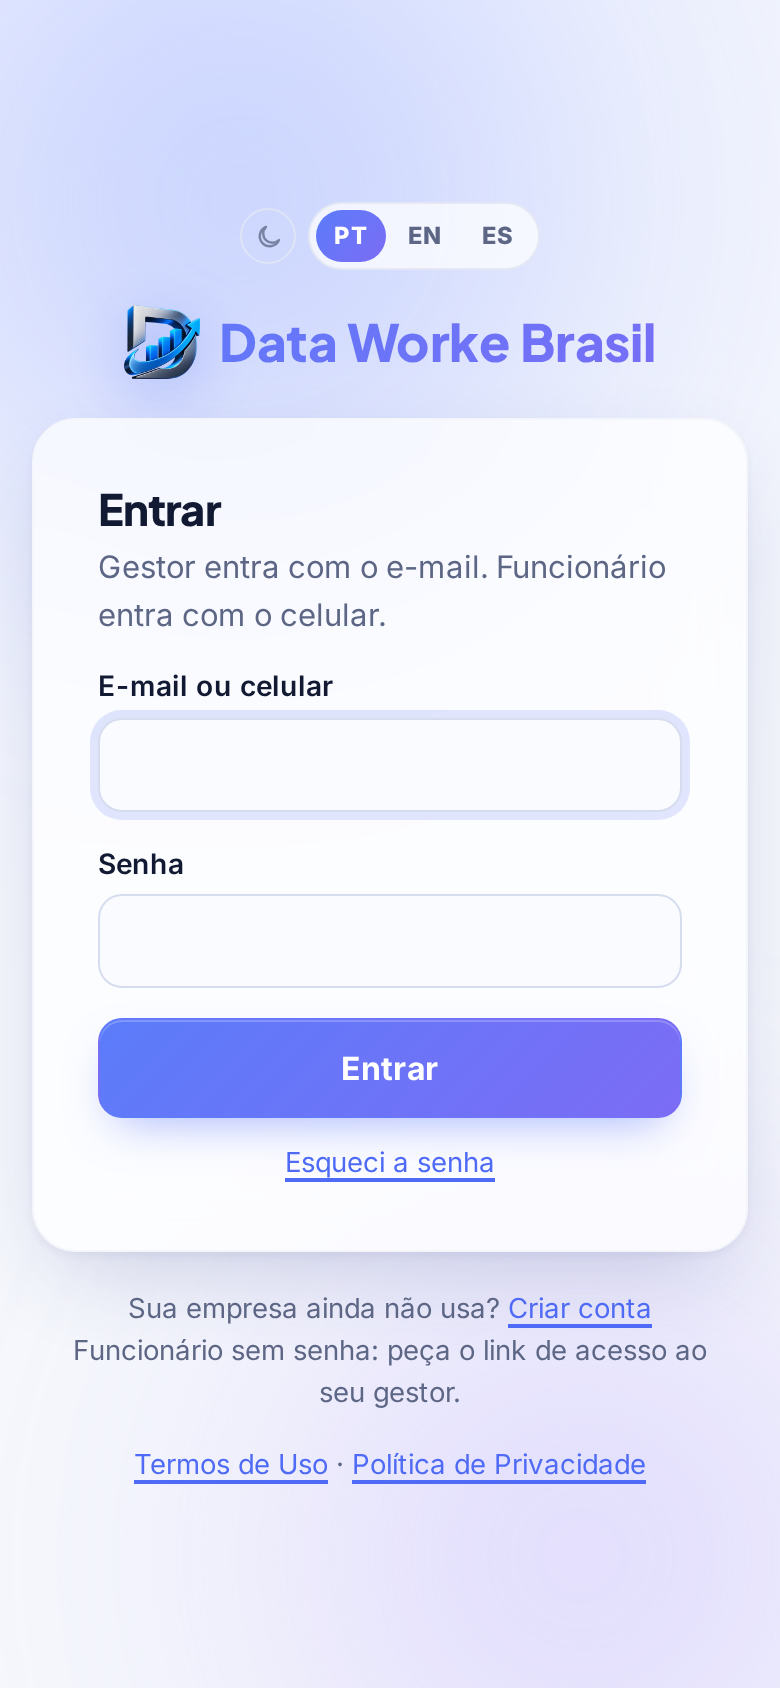 PT EN ES
Data Worke Brasil
Entrar
Gestor entra com o e-mail. Funcionário
entra com o celular.
E-mail ou celular
Senha
Entrar
Esqueci a senha
Sua empresa ainda não usa? Criar conta
Funcionário sem senha: peça o link de acesso ao
seu gestor.
Termos de Uso · Política de Privacidade